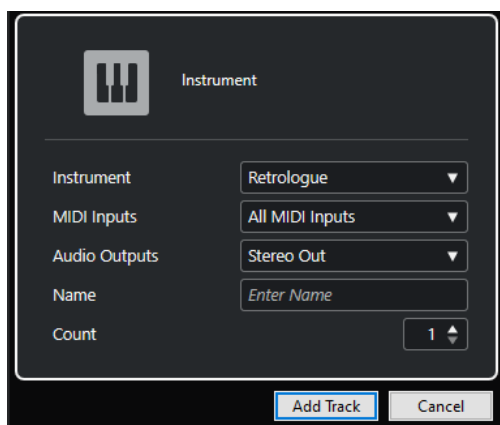 Instrument
Instrument Retrologue
MIDI Inputs All MIDI Inputs
Audio Outputs Stereo Out
Name Enter Name
Count 1
Add Track Cancel